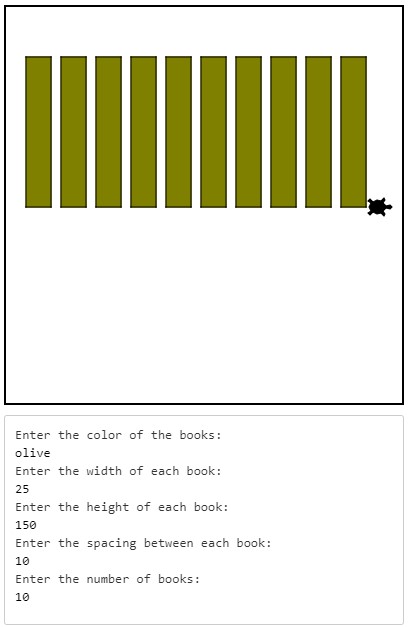 Enter the color of the books:
olive
Enter the width of each book:
25
Enter the height of each book:
150
Enter the spacing between each book:
10
Enter the number of books:
10